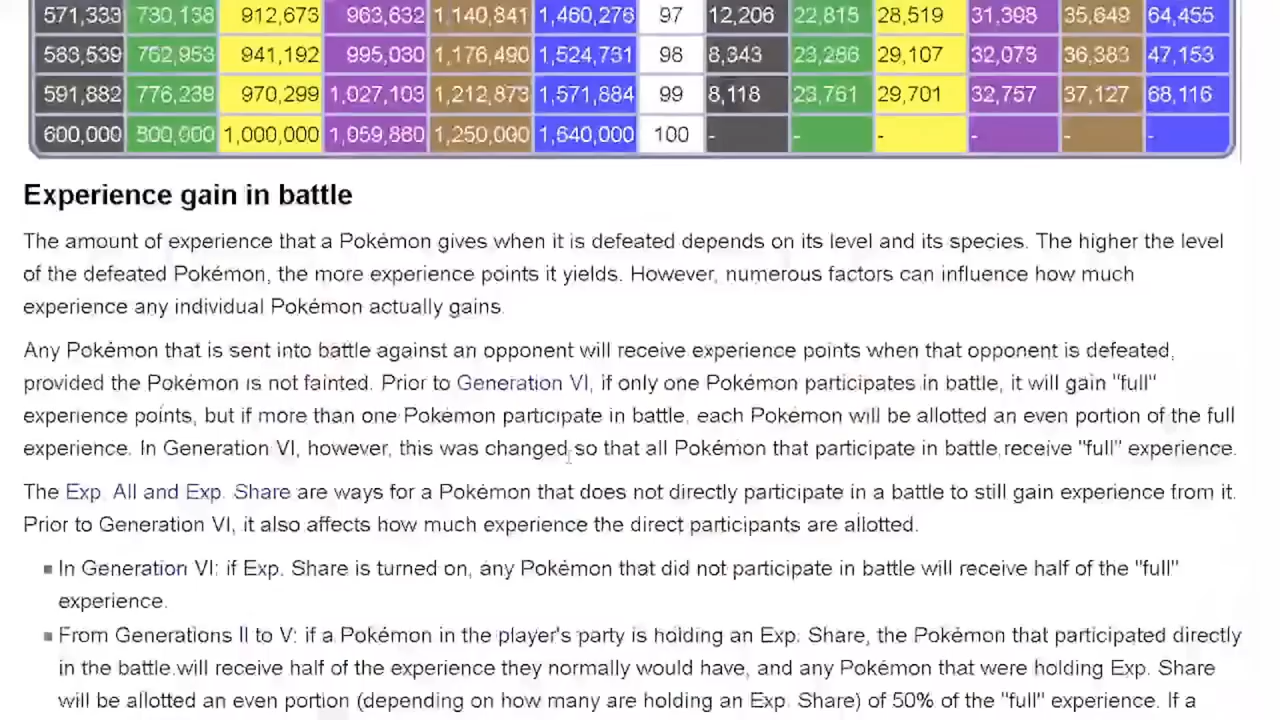 571,333 730,138 912,673 963,632 1,140,841 1,460,276 97 12,206 22,815 28,519 31,398 35,649 64,455
583,539 752,953 941,192 995,030 1,176,490 1,524,731 98 8,343 23,286 29,107 32,073 36,383 47,153
591,882 776,239 970,299 1,027,103 1,212,873 1,571,884 99 8,118 23,761 29,701 32,757 37,127 68,116
600,000 800,000 1,000,000 1,059,860 1,250,000 1,640,000 100 - - - - - -
Experience gain in battle
The amount of experience that a Pokémon gives when it is defeated depends on its level and its species. The higher the level
of the defeated Pokémon, the more experience points it yields. However, numerous factors can influence how much
experience any individual Pokémon actually gains.
Any Pokémon that is sent into battle against an opponent will receive experience points when that opponent is defeated,
provided the Pokémon is not fainted. Prior to Generation VI, if only one Pokémon participates in battle, it will gain "full"
experience points, but if more than one Pokémon participate in battle, each Pokémon will be allotted an even portion of the full
experience. In Generation VI, however, this was changed so that all Pokémon that participate in battle receive "full" experience.
The Exp. All and Exp. Share are ways for a Pokémon that does not directly participate in a battle to still gain experience from it.
Prior to Generation VI, it also affects how much experience the direct participants are allotted.
▪ In Generation VI: if Exp. Share is turned on, any Pokémon that did not participate in battle will receive half of the "full"
experience.
▪ From Generations II to V: if a Pokémon in the player's party is holding an Exp. Share, the Pokémon that participated directly
in the battle will receive half of the experience they normally would have, and any Pokémon that were holding Exp. Share
will be allotted an even portion (depending on how many are holding an Exp. Share) of 50% of the "full" experience. If a